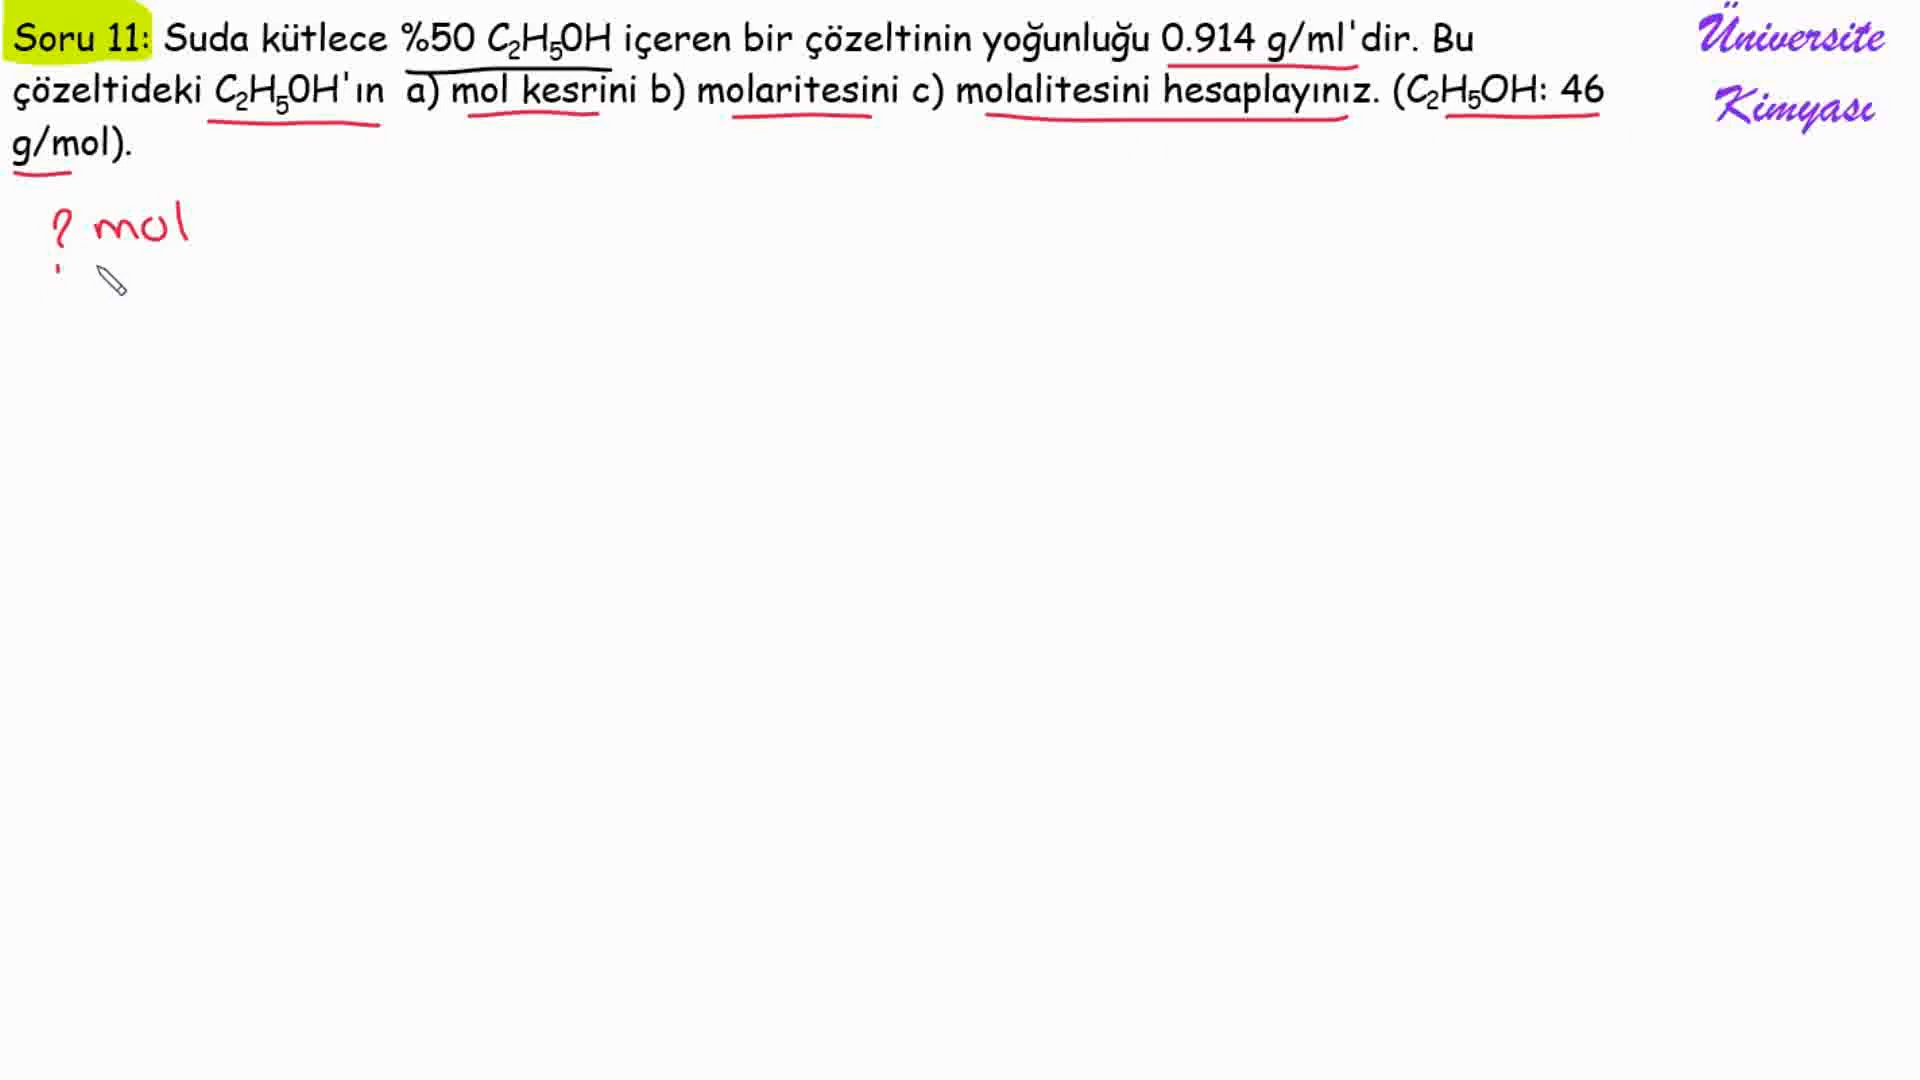 Soru 11: Suda kütlece %50 C₂H₅0H içeren bir çözeltinin yoğunluğu 0.914 g/ml'dir. Bu
çözeltideki C₂H₅0H'ın a) mol kesrini b) molaritesini c) molalitesini hesaplayınız. (C₂H₅OH: 46
g/mol).
Üniversite
Kimyası
? mol